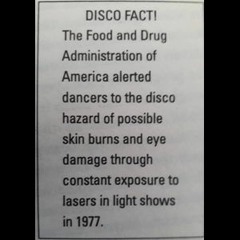 DISCO FACT!
The Food and Drug
Administration of
America alerted
dancers to the disco
hazard of possible
skin burns and eye
damage through
constant exposure to
lasers in light shows
in 1977.